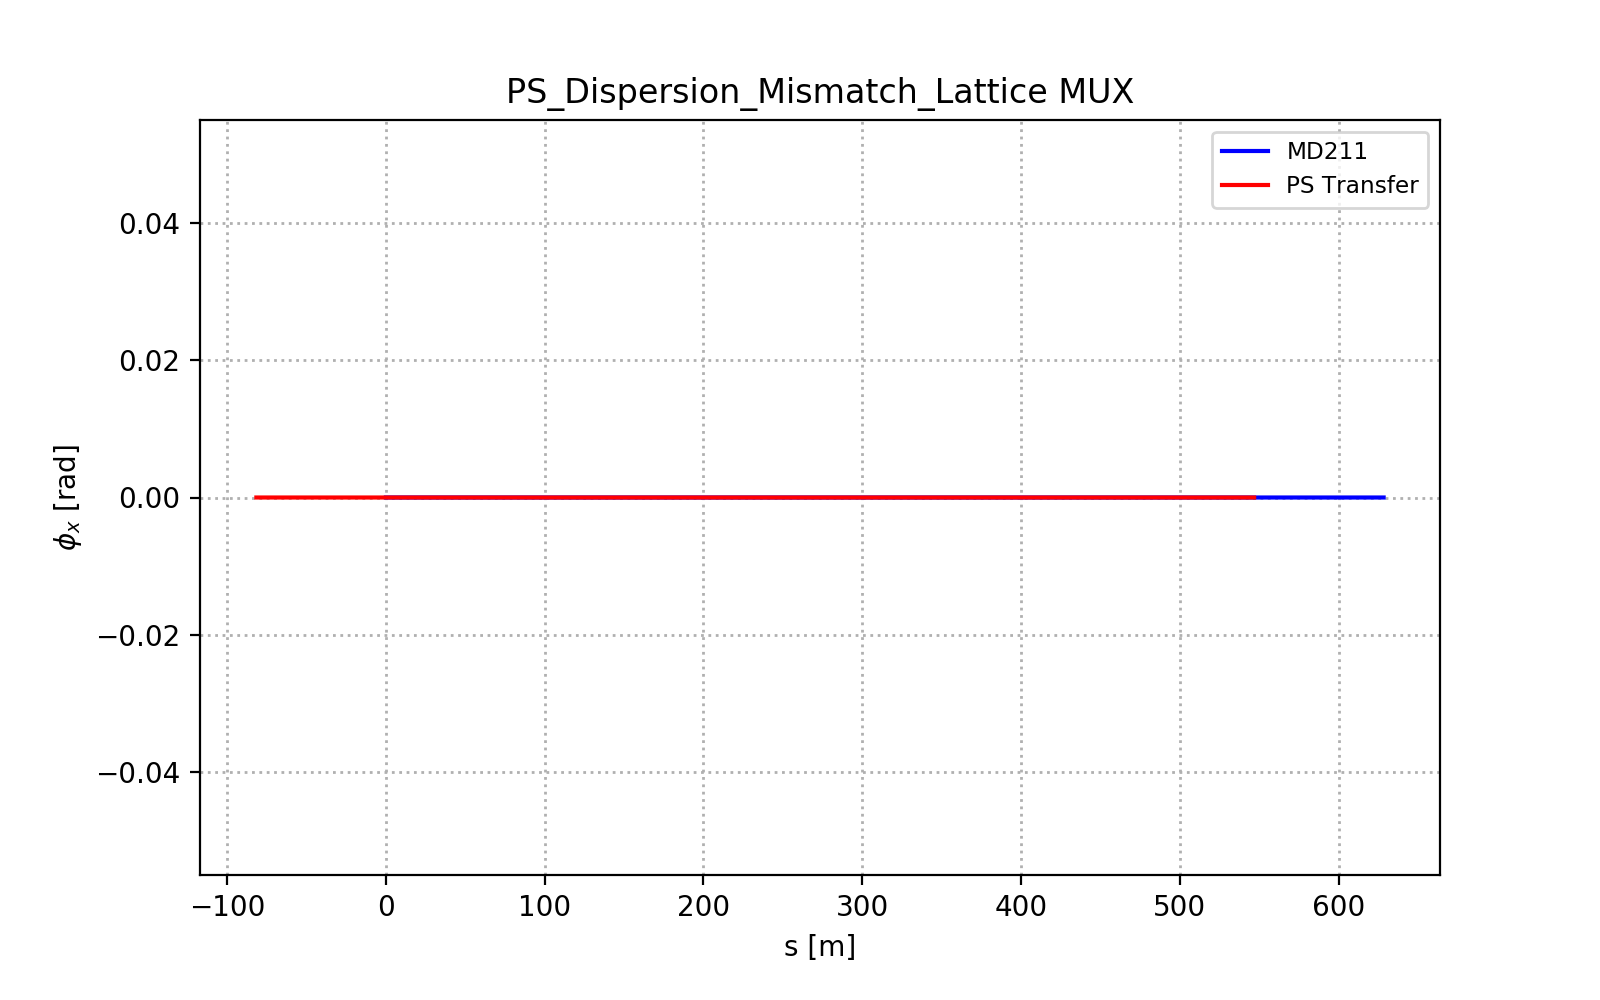 PS_Dispersion_Mismatch_Lattice MUX
MD211
PS Transfer
0.04
0.02
0.00
−0.02
−0.04
ϕx [rad]
−100 0 100 200 300 400 500 600
s [m]